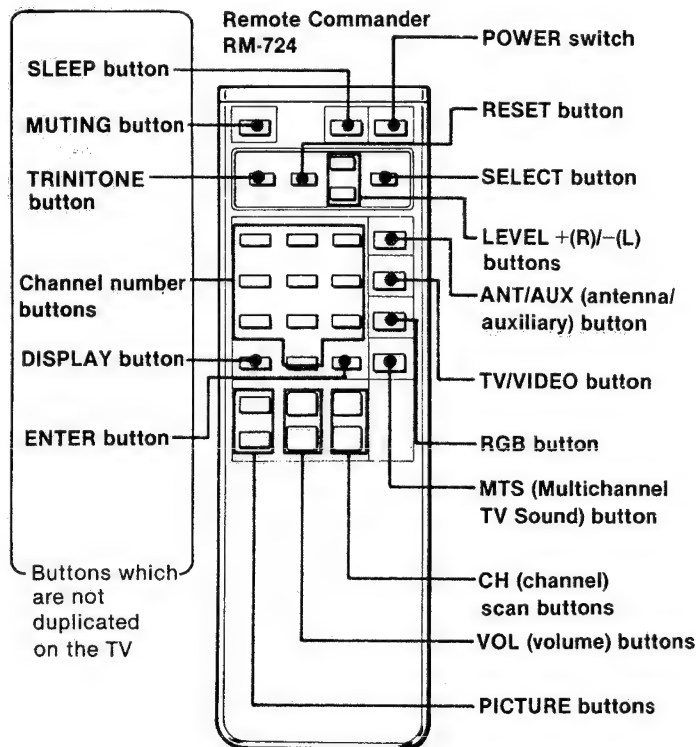 Remote Commander
RM-724
SLEEP button
MUTING button
TRINITONE
button
Channel number
buttons
DISPLAY button
ENTER button
Buttons which
are not
duplicated
on the TV
POWER switch
RESET button
SELECT button
LEVEL +(R)/−(L)
buttons
ANT/AUX (antenna/
auxiliary) button
TV/VIDEO button
RGB button
MTS (Multichannel
TV Sound) button
CH (channel)
scan buttons
VOL (volume) buttons
PICTURE buttons